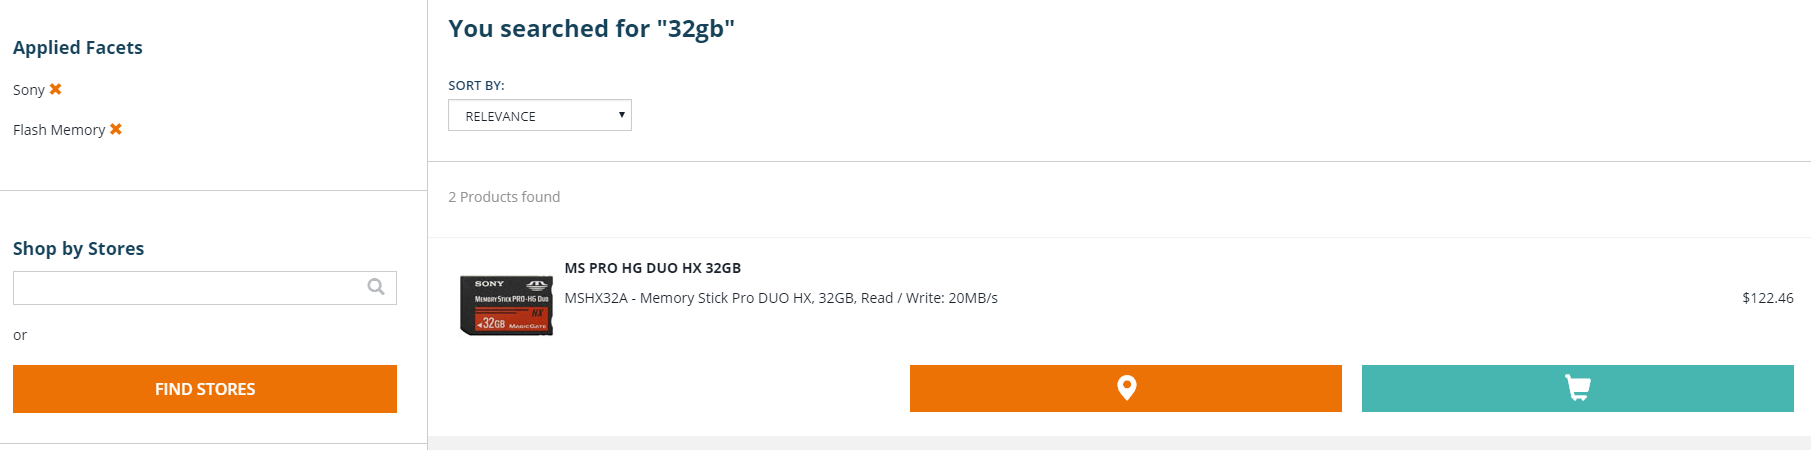 Applied Facets
Sony
Flash Memory
Shop by Stores
or
FIND STORES
You searched for "32gb"
SORT BY:
RELEVANCE
2 Products found
SONY
MEMORY STICK PRO-HG DUO
HX
32GB
MAGICGATE
MS PRO HG DUO HX 32GB
MSHX32A - Memory Stick Pro DUO HX, 32GB, Read / Write: 20MB/s
$122.46